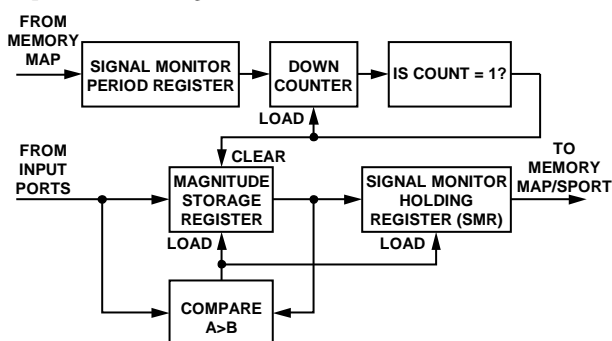 FROM
MEMORY
MAP
SIGNAL MONITOR
PERIOD REGISTER
DOWN
COUNTER
IS COUNT = 1?
LOAD
CLEAR
FROM
INPUT
PORTS
MAGNITUDE
STORAGE
REGISTER
SIGNAL MONITOR
HOLDING
REGISTER (SMR)
TO
MEMORY
MAP/SPORT
LOAD
LOAD
COMPARE
A>B